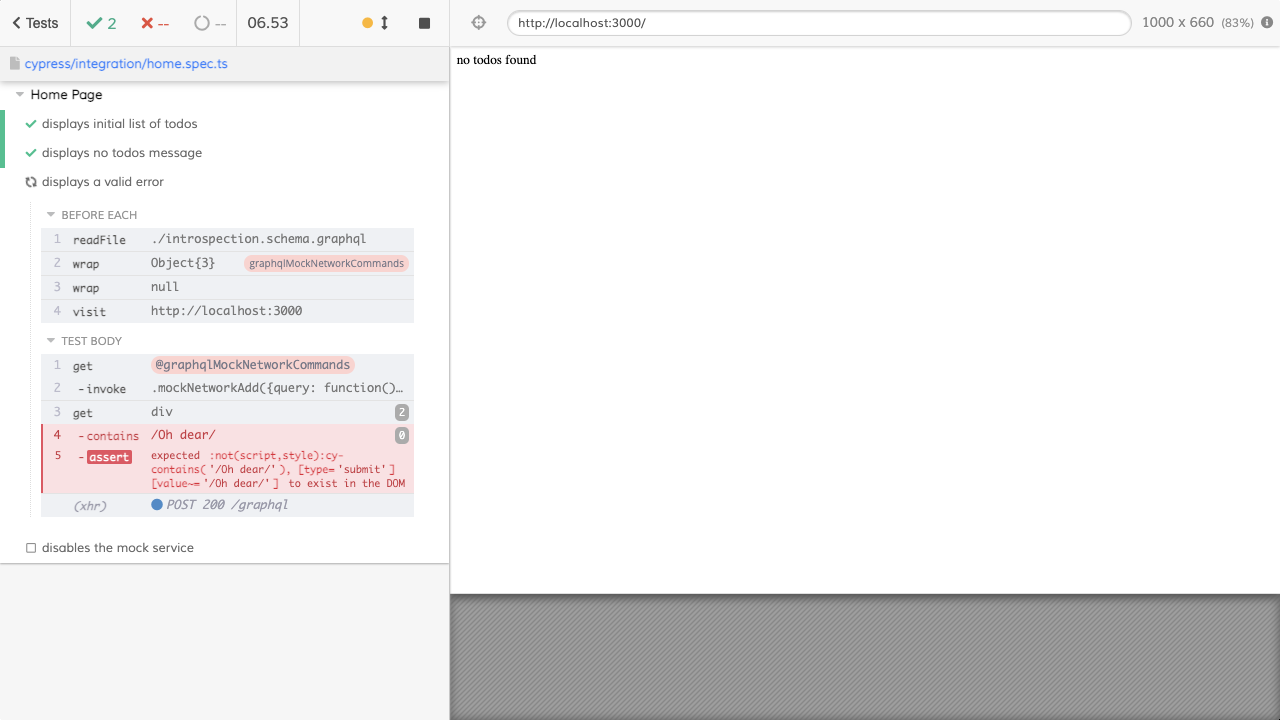 Tests 2 -- -- 06.53
http://localhost:3000/ 1000 x 660 (83%)
cypress/integration/home.spec.ts
no todos found
Home Page
displays initial list of todos
displays no todos message
displays a valid error
BEFORE EACH
1 readFile ./introspection.schema.graphql
2 wrap Object{3} graphqlMockNetworkCommands
3 wrap null
4 visit http://localhost:3000
TEST BODY
1 get @graphqlMockNetworkCommands
2 -invoke .mockNetworkAdd({query: function()…
3 get div 2
4 -contains /Oh dear/ 0
5 -assert expected :not(script,style):cy-
contains('/Oh dear/'), [type='submit']
[value~='/Oh dear/'] to exist in the DOM
(xhr) POST 200 /graphql
disables the mock service